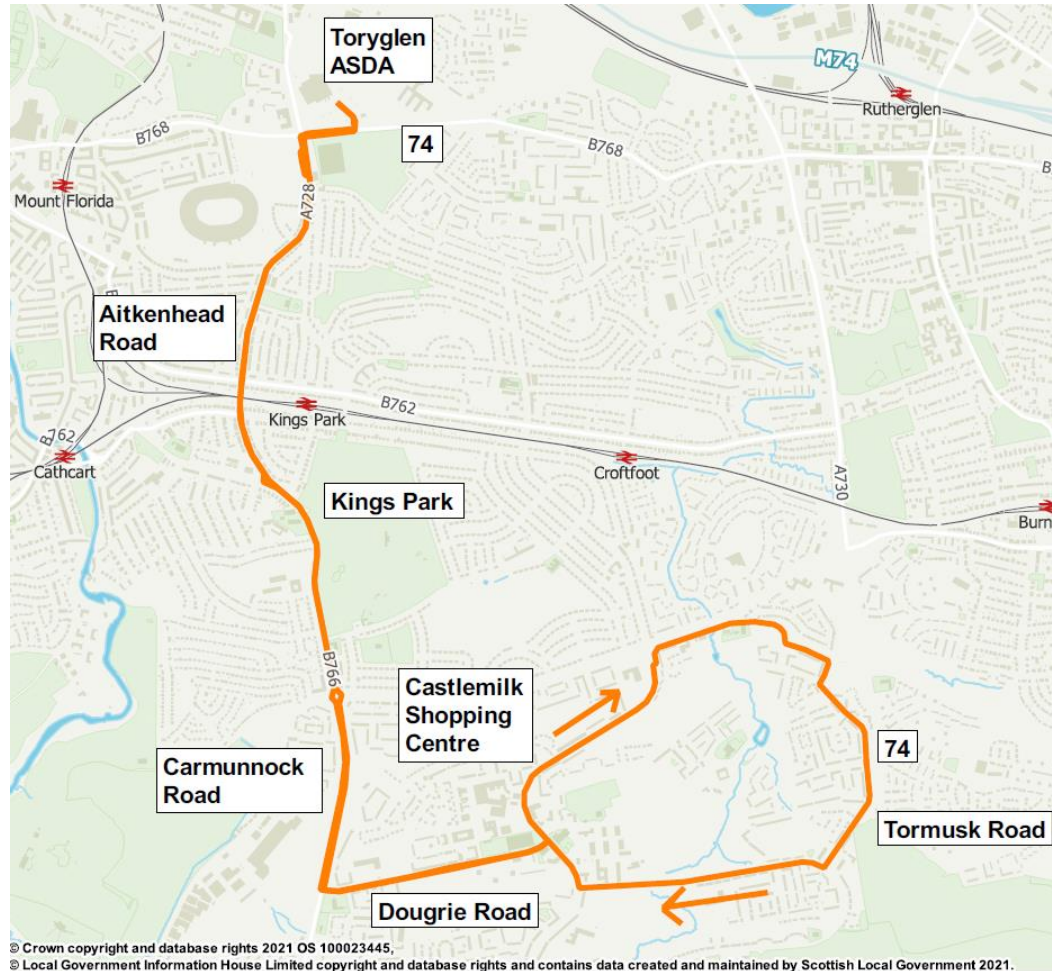 Toryglen
ASDA
M74
Rutherglen
B768
74
B768
Mount Florida
A728
Aitkenhead
Road
B762
Kings Park
B762
Cathcart
Croftfoot
A730
Kings Park
Burn
B766
Castlemilk
Shopping
Centre
74
Carmunnock
Road
Tormusk Road
Dougrie Road
© Crown copyright and database rights 2021 OS 100023445,
© Local Government Information House Limited copyright and database rights and contains data created and maintained by Scottish Local Government 2021.